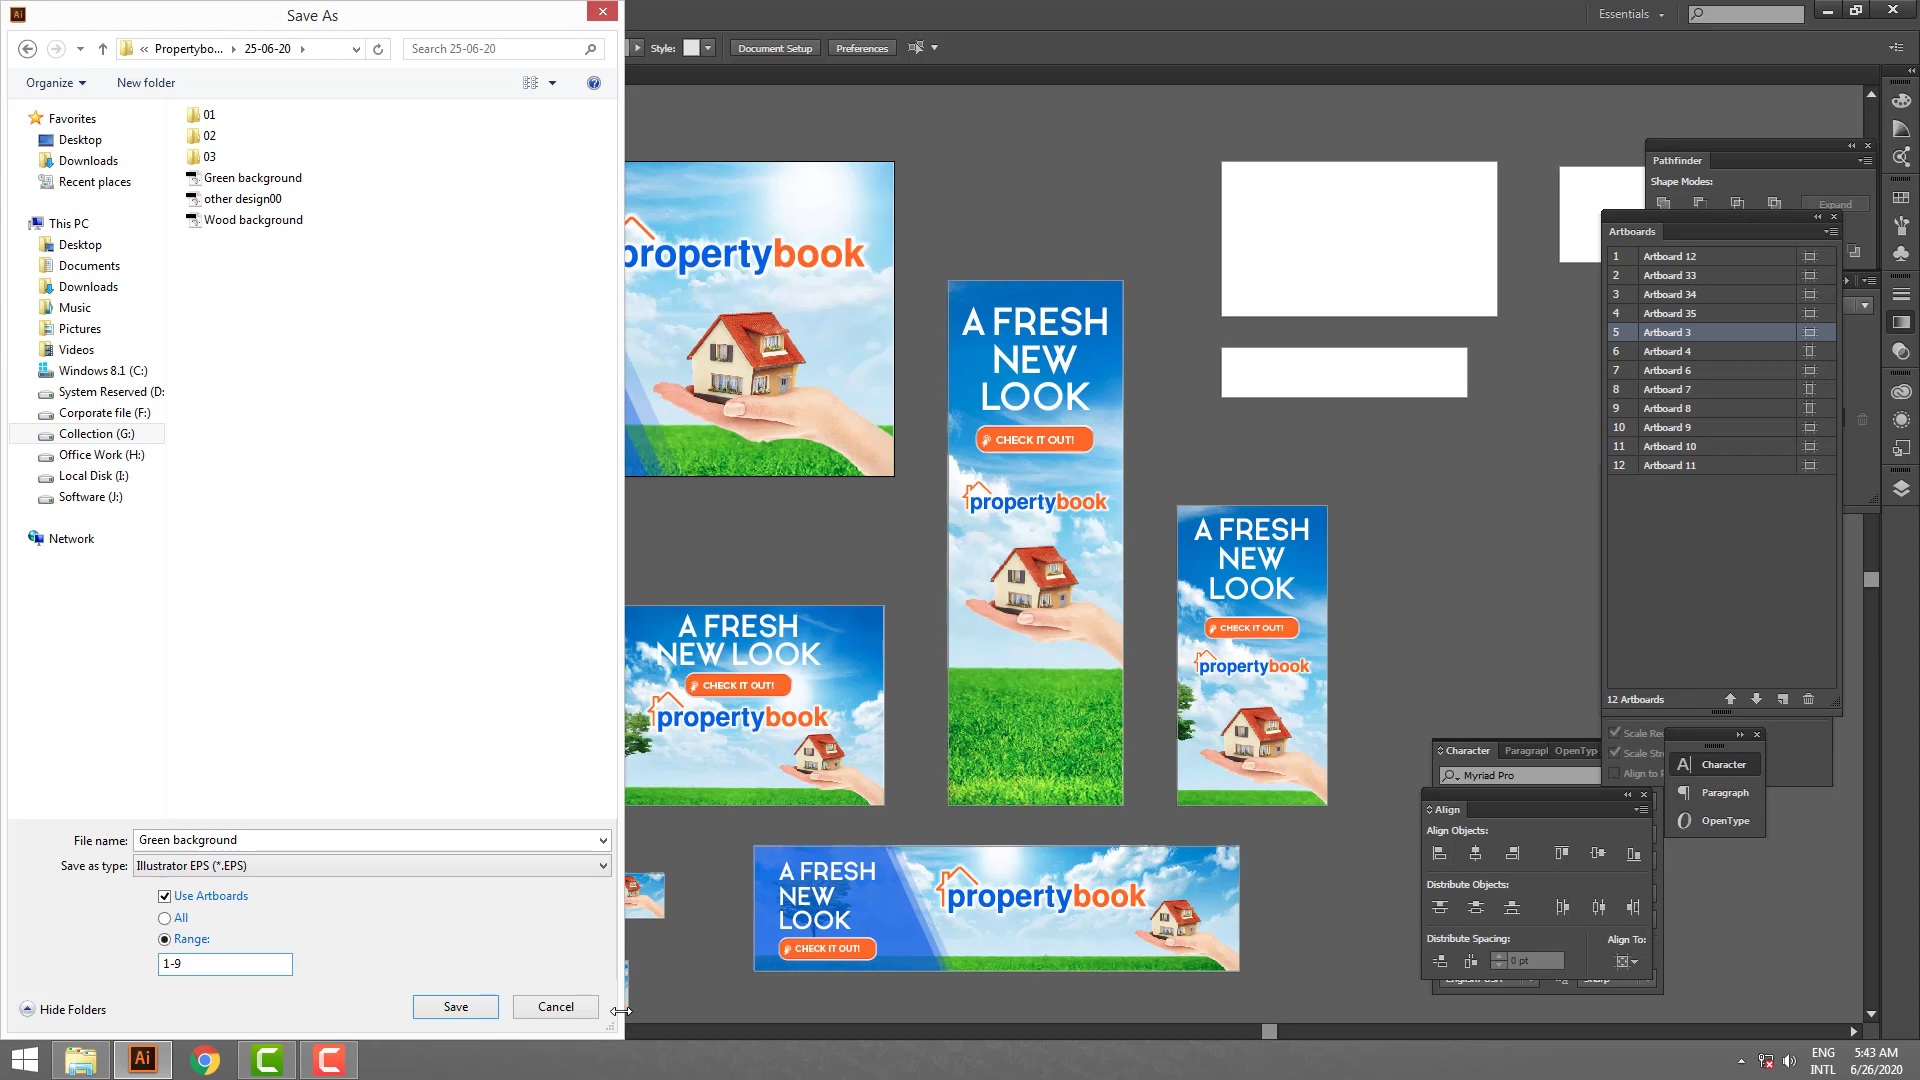 Ai
Save As
Essentials
« Propertybo...
25-06-20
Search 25-06-20
Style:
Document Setup
Preferences
Organize
New folder
Favorites
Desktop
Downloads
Recent places
This PC
Desktop
Documents
Downloads
Music
Pictures
Videos
Windows 8.1 (C:)
System Reserved (D:
Corporate file (F:)
Collection (G:)
Office Work (H:)
Local Disk (I:)
Software (J:)
Network
01
02
03
Green background
other design00
Wood background
File name:
Green background
Save as type:
Illustrator EPS (*.EPS)
Use Artboards
All
Range:
1-9
Hide Folders
Save
Cancel
propertybook
A FRESH
NEW
LOOK
CHECK IT OUT!
propertybook
A FRESH
NEW
LOOK
CHECK IT OUT!
propertybook
A FRESH
NEW LOOK
CHECK IT OUT!
propertybook
A FRESH
NEW
LOOK
CHECK IT OUT!
propertybook
Pathfinder
Shape Modes:
Expand
Artboards
1 Artboard 12
2 Artboard 33
3 Artboard 34
4 Artboard 35
5 Artboard 3
6 Artboard 4
7 Artboard 6
8 Artboard 7
9 Artboard 8
10 Artboard 9
11 Artboard 10
12 Artboard 11
12 Artboards
Scale
Scale
Align to
Character
Paragraph
OpenType
Character
Myriad Pro
Align
Align Objects:
Distribute Objects:
Distribute Spacing:
Align To:
0 pt
Ai
ENG
INTL
5:43 AM
6/26/2020